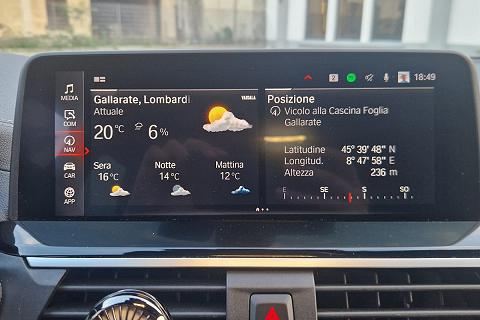 2 18:49
MEDIA
COM
NAV
CAR
APP
Gallarate, Lombardi
Attuale
20°C 6%
Sera Notte Mattina
16°C 14°C 12°C
Posizione
Vicolo alla Cascina Foglia
Gallarate
Latitudine 45° 39' 48" N
Longitud. 8° 47' 58" E
Altezza 236 m
E SE S SO